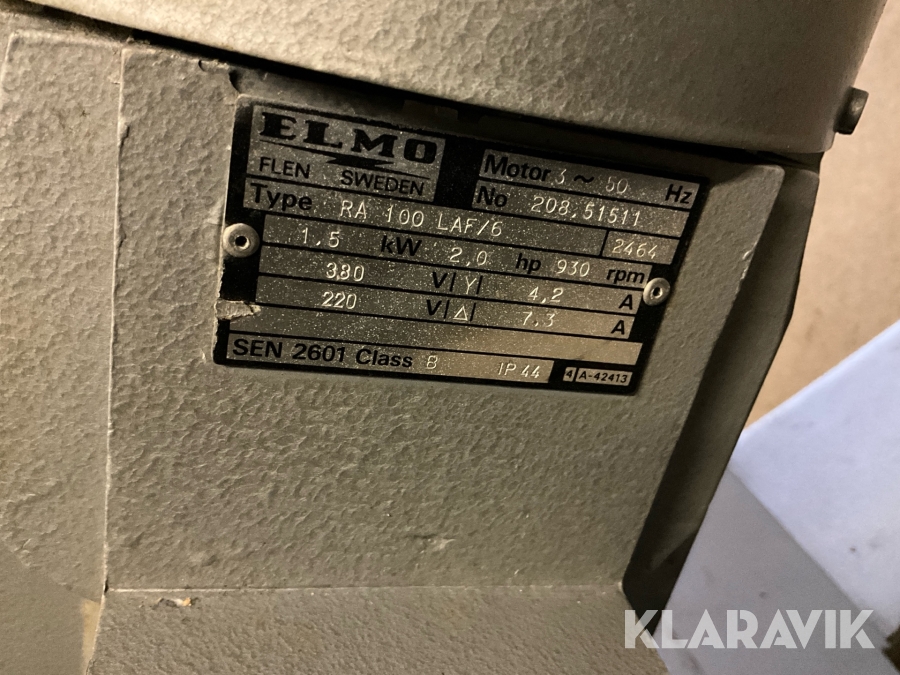 ELMO
FLEN SWEDEN
Motor 3 ~ 50 Hz
No 208.51511
Type RA 100 LAF/6 2464
1,5 kW 2,0 hp 930 rpm
380 V Y 4,2 A
220 V Δ 7,3 A
SEN 2601 Class B IP 44 4 A-42413
KLARAVIK